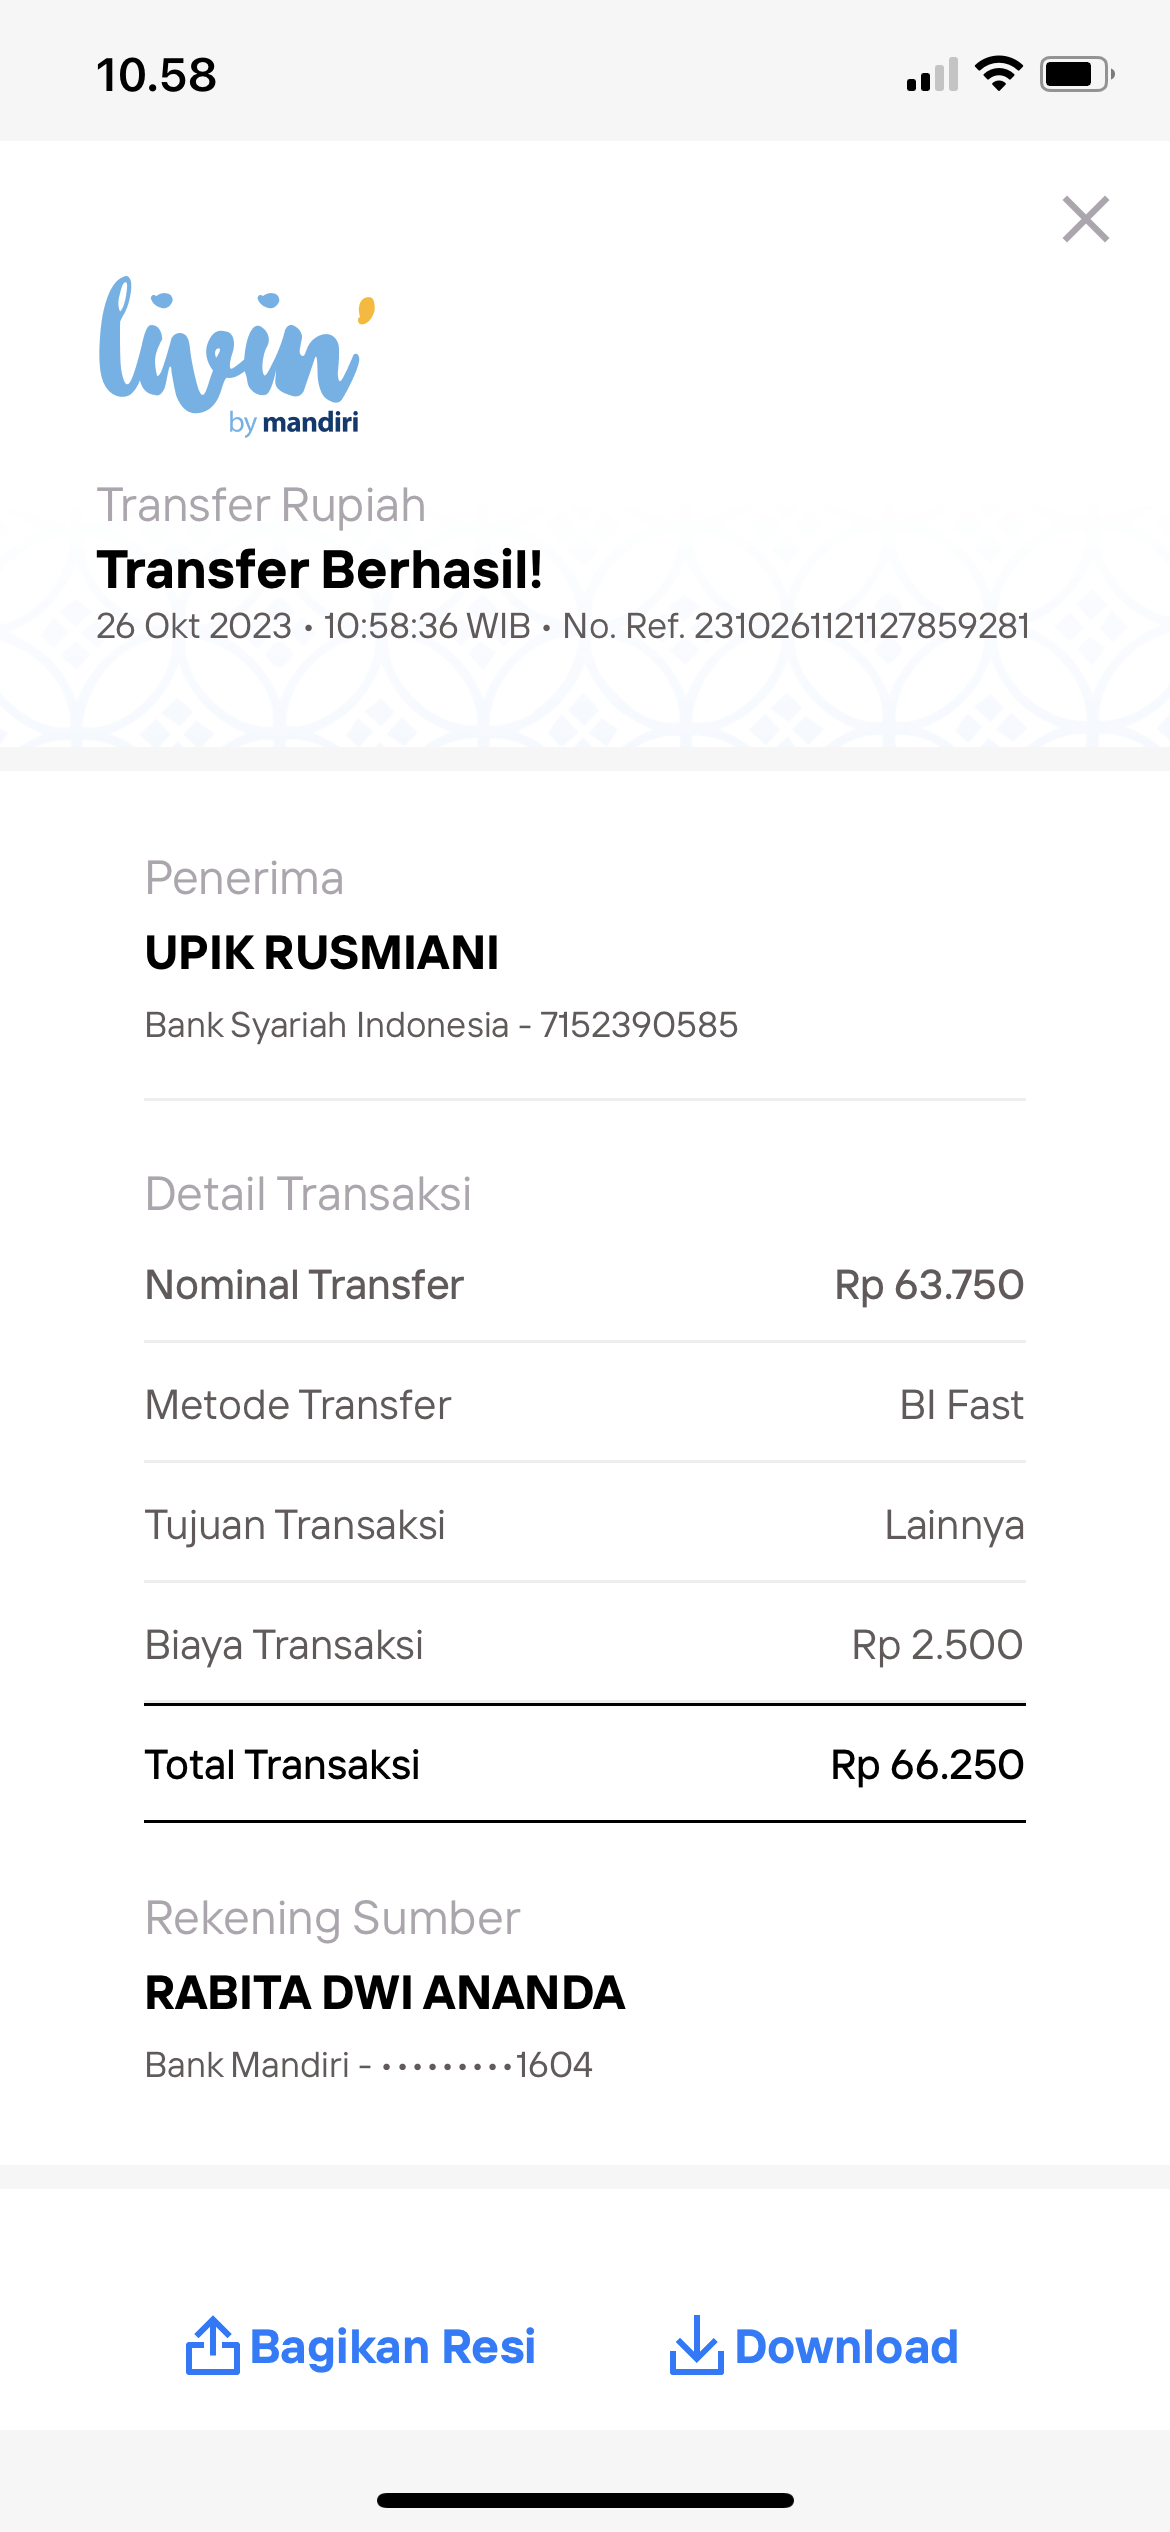 10.58
livin'
by mandiri
Transfer Rupiah
Transfer Berhasil!
26 Okt 2023 • 10:58:36 WIB • No. Ref. 2310261121127859281
Penerima
UPIK RUSMIANI
Bank Syariah Indonesia - 7152390585
Detail Transaksi
Nominal Transfer Rp 63.750
Metode Transfer BI Fast
Tujuan Transaksi Lainnya
Biaya Transaksi Rp 2.500
Total Transaksi Rp 66.250
Rekening Sumber
RABITA DWI ANANDA
Bank Mandiri - •••••••••1604
Bagikan Resi Download